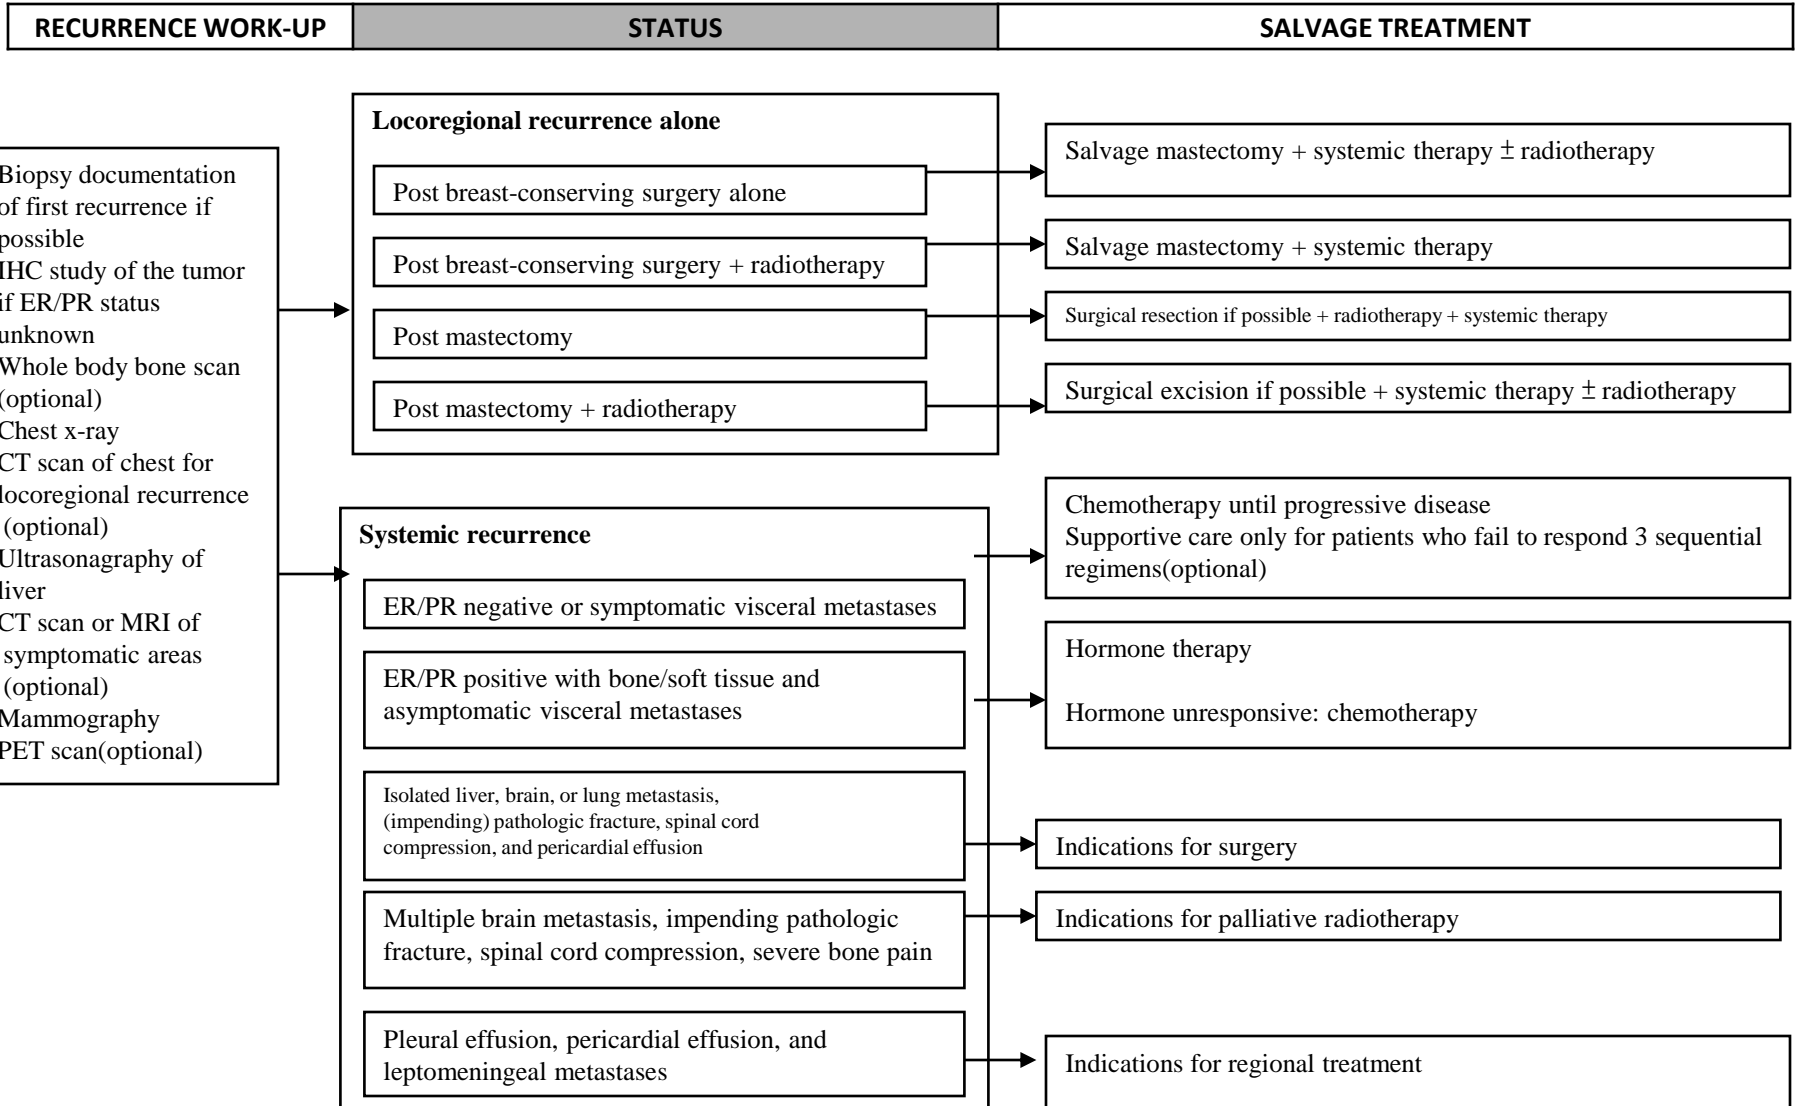 RECURRENCE WORK-UP
STATUS
SALVAGE TREATMENT
Biopsy documentation
of first recurrence if
possible
IHC study of the tumor
if ER/PR status
unknown
Whole body bone scan
(optional)
Chest x-ray
CT scan of chest for
locoregional recurrence
(optional)
Ultrasonagraphy of
liver
CT scan or MRI of
symptomatic areas
(optional)
Mammography
PET scan(optional)
Locoregional recurrence alone
Post breast-conserving surgery alone
Salvage mastectomy + systemic therapy ± radiotherapy
Post breast-conserving surgery + radiotherapy
Salvage mastectomy + systemic therapy
Post mastectomy
Surgical resection if possible + radiotherapy + systemic therapy
Post mastectomy + radiotherapy
Surgical excision if possible + systemic therapy ± radiotherapy
Systemic recurrence
ER/PR negative or symptomatic visceral metastases
Chemotherapy until progressive disease
Supportive care only for patients who fail to respond 3 sequential
regimens(optional)
ER/PR positive with bone/soft tissue and
asymptomatic visceral metastases
Hormone therapy
Hormone unresponsive: chemotherapy
Isolated liver, brain, or lung metastasis,
(impending) pathologic fracture, spinal cord
compression, and pericardial effusion
Indications for surgery
Multiple brain metastasis, impending pathologic
fracture, spinal cord compression, severe bone pain
Indications for palliative radiotherapy
Pleural effusion, pericardial effusion, and
leptomeningeal metastases
Indications for regional treatment